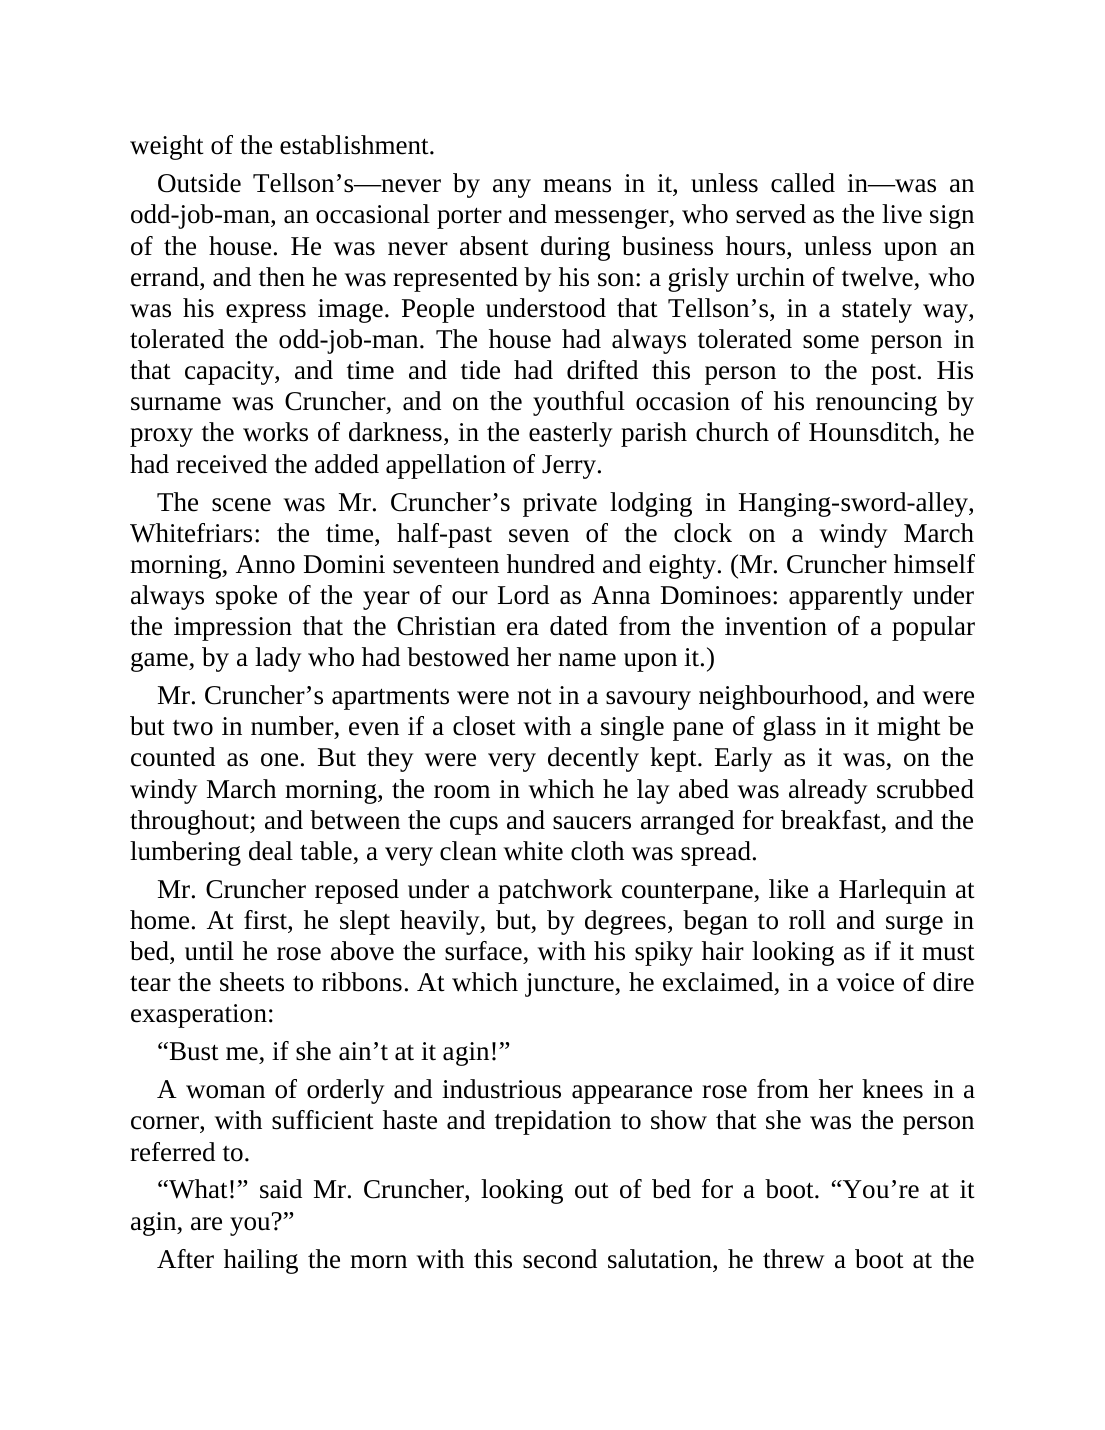 weight of the establishment.
Outside Tellson’s—never by any means in it, unless called in—was an
odd-job-man, an occasional porter and messenger, who served as the live sign
of the house. He was never absent during business hours, unless upon an
errand, and then he was represented by his son: a grisly urchin of twelve, who
was his express image. People understood that Tellson’s, in a stately way,
tolerated the odd-job-man. The house had always tolerated some person in
that capacity, and time and tide had drifted this person to the post. His
surname was Cruncher, and on the youthful occasion of his renouncing by
proxy the works of darkness, in the easterly parish church of Hounsditch, he
had received the added appellation of Jerry.
The scene was Mr. Cruncher’s private lodging in Hanging-sword-alley,
Whitefriars: the time, half-past seven of the clock on a windy March
morning, Anno Domini seventeen hundred and eighty. (Mr. Cruncher himself
always spoke of the year of our Lord as Anna Dominoes: apparently under
the impression that the Christian era dated from the invention of a popular
game, by a lady who had bestowed her name upon it.)
Mr. Cruncher’s apartments were not in a savoury neighbourhood, and were
but two in number, even if a closet with a single pane of glass in it might be
counted as one. But they were very decently kept. Early as it was, on the
windy March morning, the room in which he lay abed was already scrubbed
throughout; and between the cups and saucers arranged for breakfast, and the
lumbering deal table, a very clean white cloth was spread.
Mr. Cruncher reposed under a patchwork counterpane, like a Harlequin at
home. At first, he slept heavily, but, by degrees, began to roll and surge in
bed, until he rose above the surface, with his spiky hair looking as if it must
tear the sheets to ribbons. At which juncture, he exclaimed, in a voice of dire
exasperation:
“Bust me, if she ain’t at it agin!”
A woman of orderly and industrious appearance rose from her knees in a
corner, with sufficient haste and trepidation to show that she was the person
referred to.
“What!” said Mr. Cruncher, looking out of bed for a boot. “You’re at it
agin, are you?”
After hailing the morn with this second salutation, he threw a boot at the